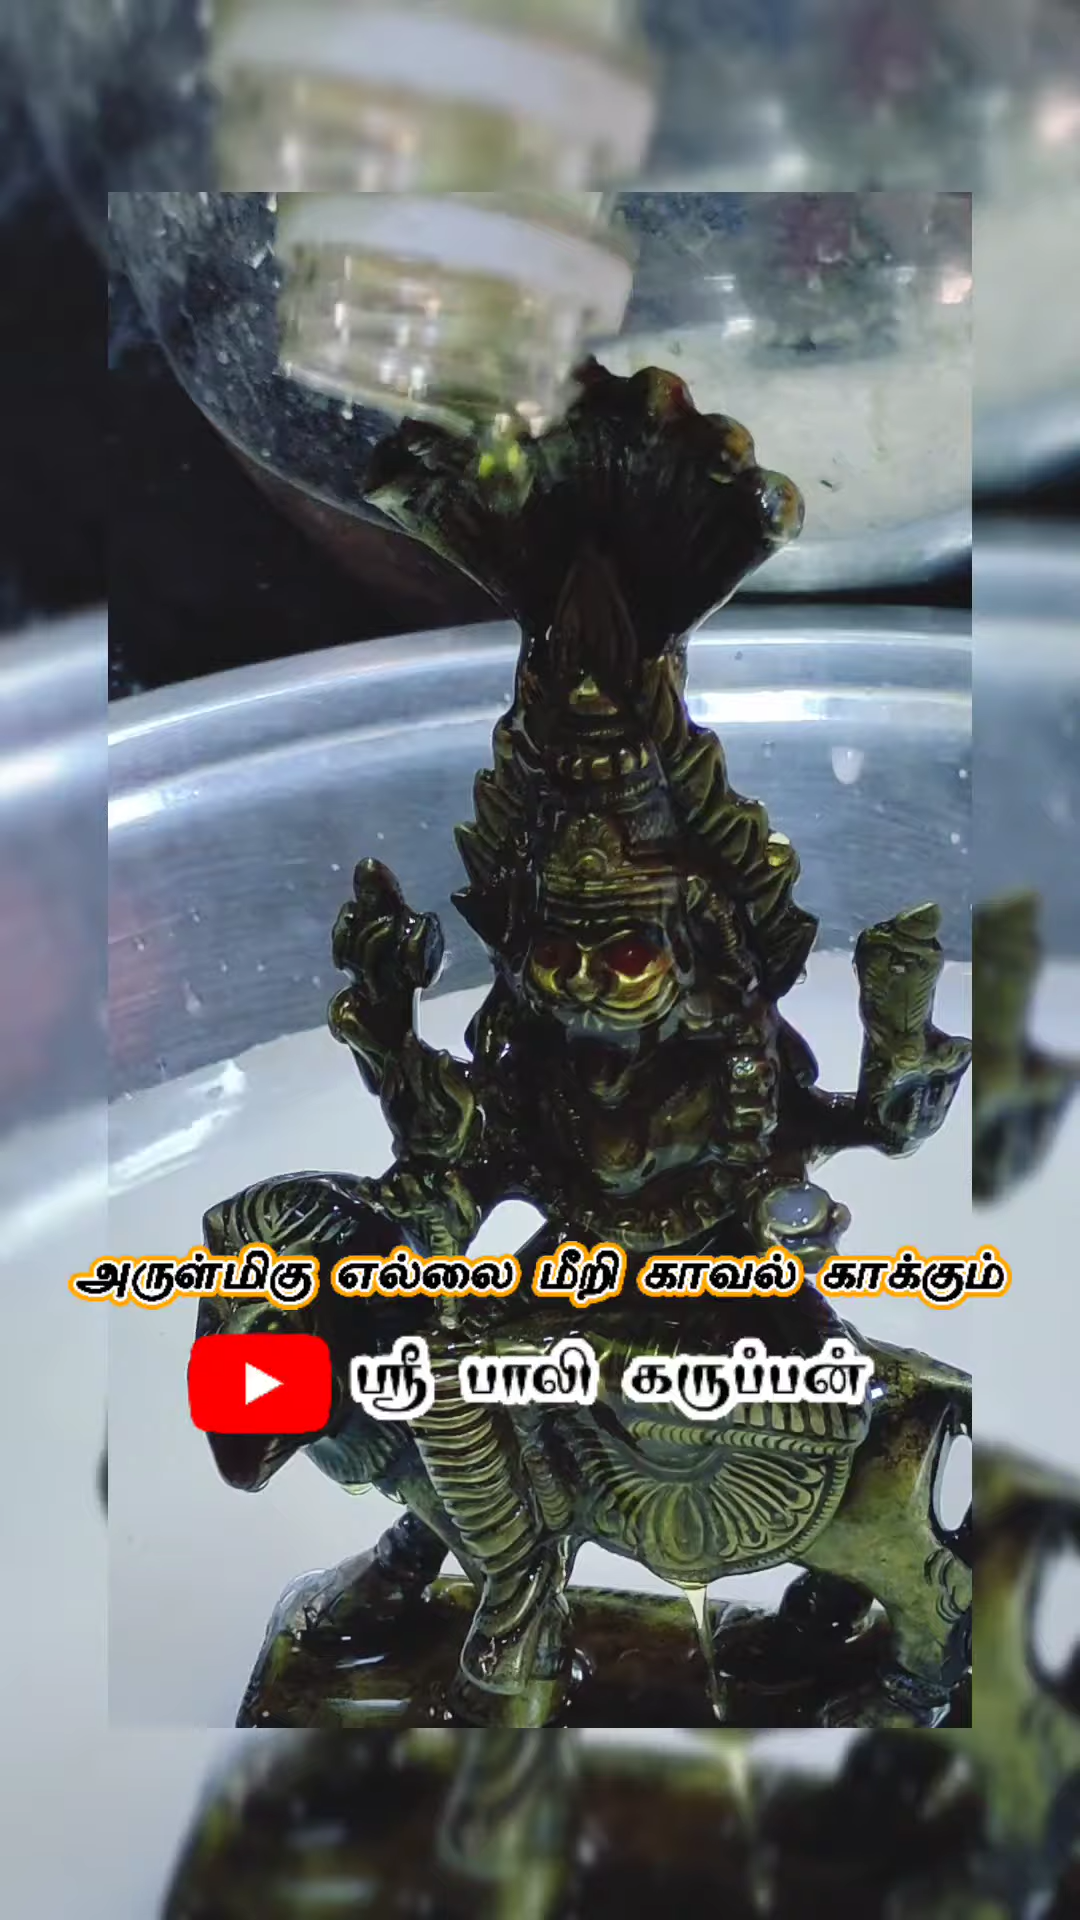 அருள்மிகு எல்லை மீறி காவல் காக்கும்
ஸ்ரீ பாலி கருப்பன்